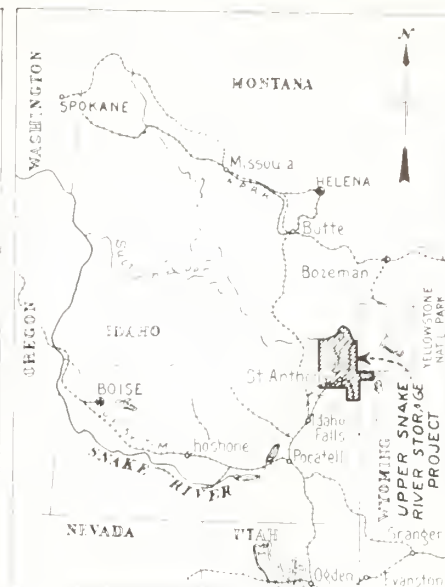 N
MONTANA
WASHINGTON
SPOKANE
Missoula
HELENA
Butte
Bozeman
OREGON
IDAHO
YELLOWSTONE
NAT'L PARK
St Anthony
BOISE
Idaho
Falls
Shoshone
Pocatello
SNAKE RIVER
WYOMING
UPPER SNAKE
RIVER STORAGE
PROJECT
NEVADA
UTAH
Granger
Ogden
Evanston